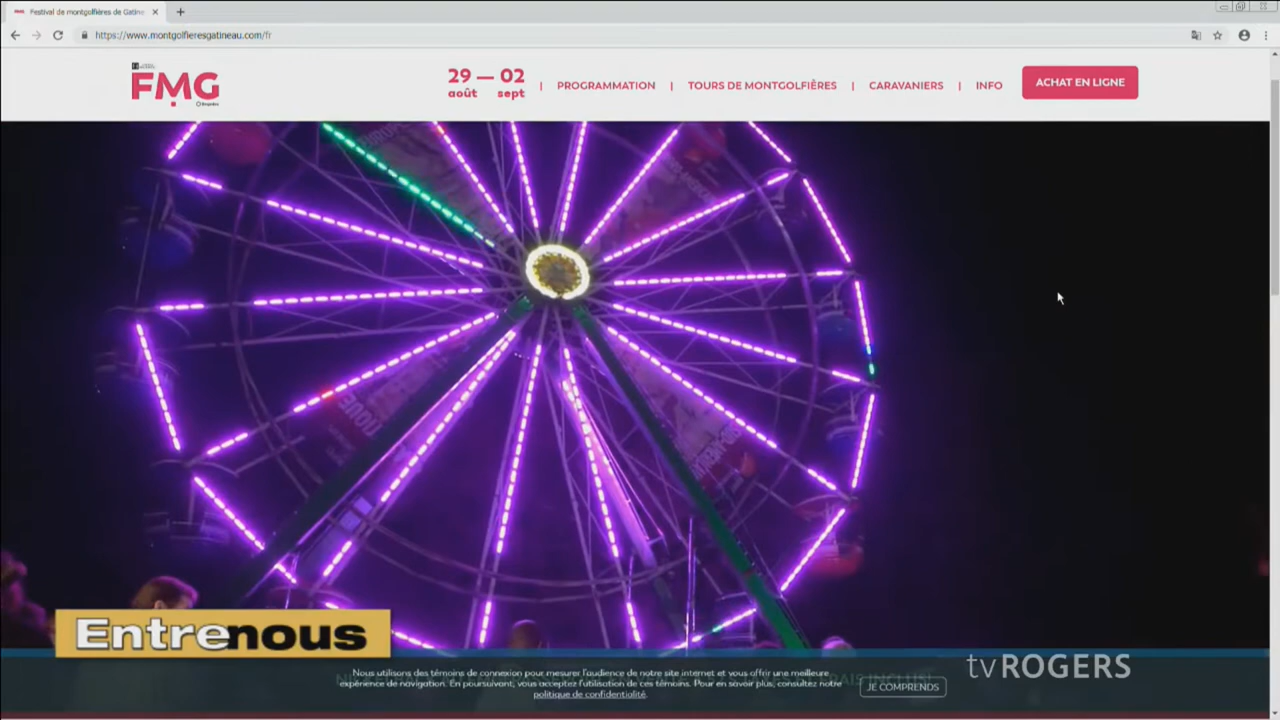 Festival de montgolfières de Gatine
https://www.montgolfieresgatineau.com/fr
FMG
29 — 02
août sept
PROGRAMMATION
TOURS DE MONTGOLFIÈRES
CARAVANIERS
INFO
ACHAT EN LIGNE
Entrenous
tvROGERS
Nous utilisons des témoins de connexion pour mesurer l'audience de notre site internet et vous offrir une meilleure
expérience de navigation. En poursuivant, vous acceptez l'utilisation de ces témoins. Pour en savoir plus, consultez notre
politique de confidentialité.
JE COMPRENDS